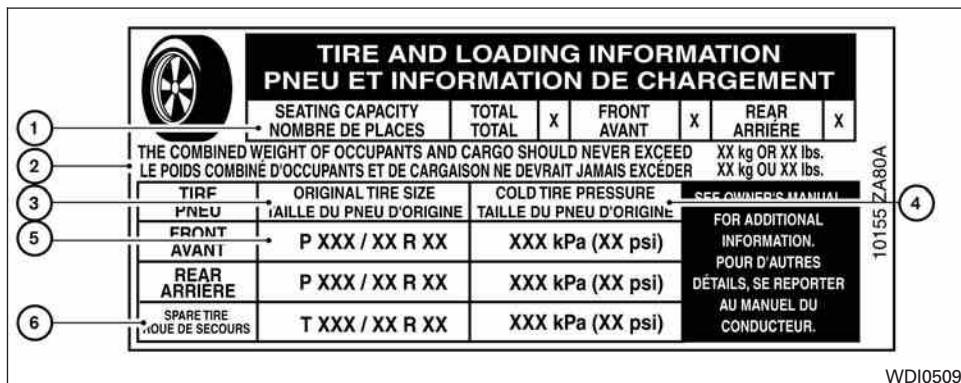 TIRE AND LOADING INFORMATION
PNEU ET INFORMATION DE CHARGEMENT
1
SEATING CAPACITY TOTAL X FRONT X REAR X
NOMBRE DE PLACES TOTAL AVANT ARRIÉRE
2
THE COMBINED WEIGHT OF OCCUPANTS AND CARGO SHOULD NEVER EXCEED XX kg OR XX lbs.
LE POIDS COMBINÉ D'OCCUPANTS ET DE CARGAISON NE DEVRAIT JAMAIS EXCÉDER XX kg OU XX lbs.
3
TIRE ORIGINAL TIRE SIZE COLD TIRE PRESSURE
PNEU TAILLE DU PNEU D'ORIGINE TAILLE DU PNEU D'ORIGINE
4
5
FRONT
AVANT P XXX / XX R XX XXX kPa (XX psi)
REAR
ARRIERE P XXX / XX R XX XXX kPa (XX psi)
6
SPARE TIRE
ROUE DE SECOURS T XXX / XX R XX XXX kPa (XX psi)
SEE OWNER'S MANUAL
FOR ADDITIONAL
INFORMATION.
POUR D'AUTRES
DÉTAILS, SE REPORTER
AU MANUEL DU
CONDUCTEUR.
10155 ZA80A
WDI0509